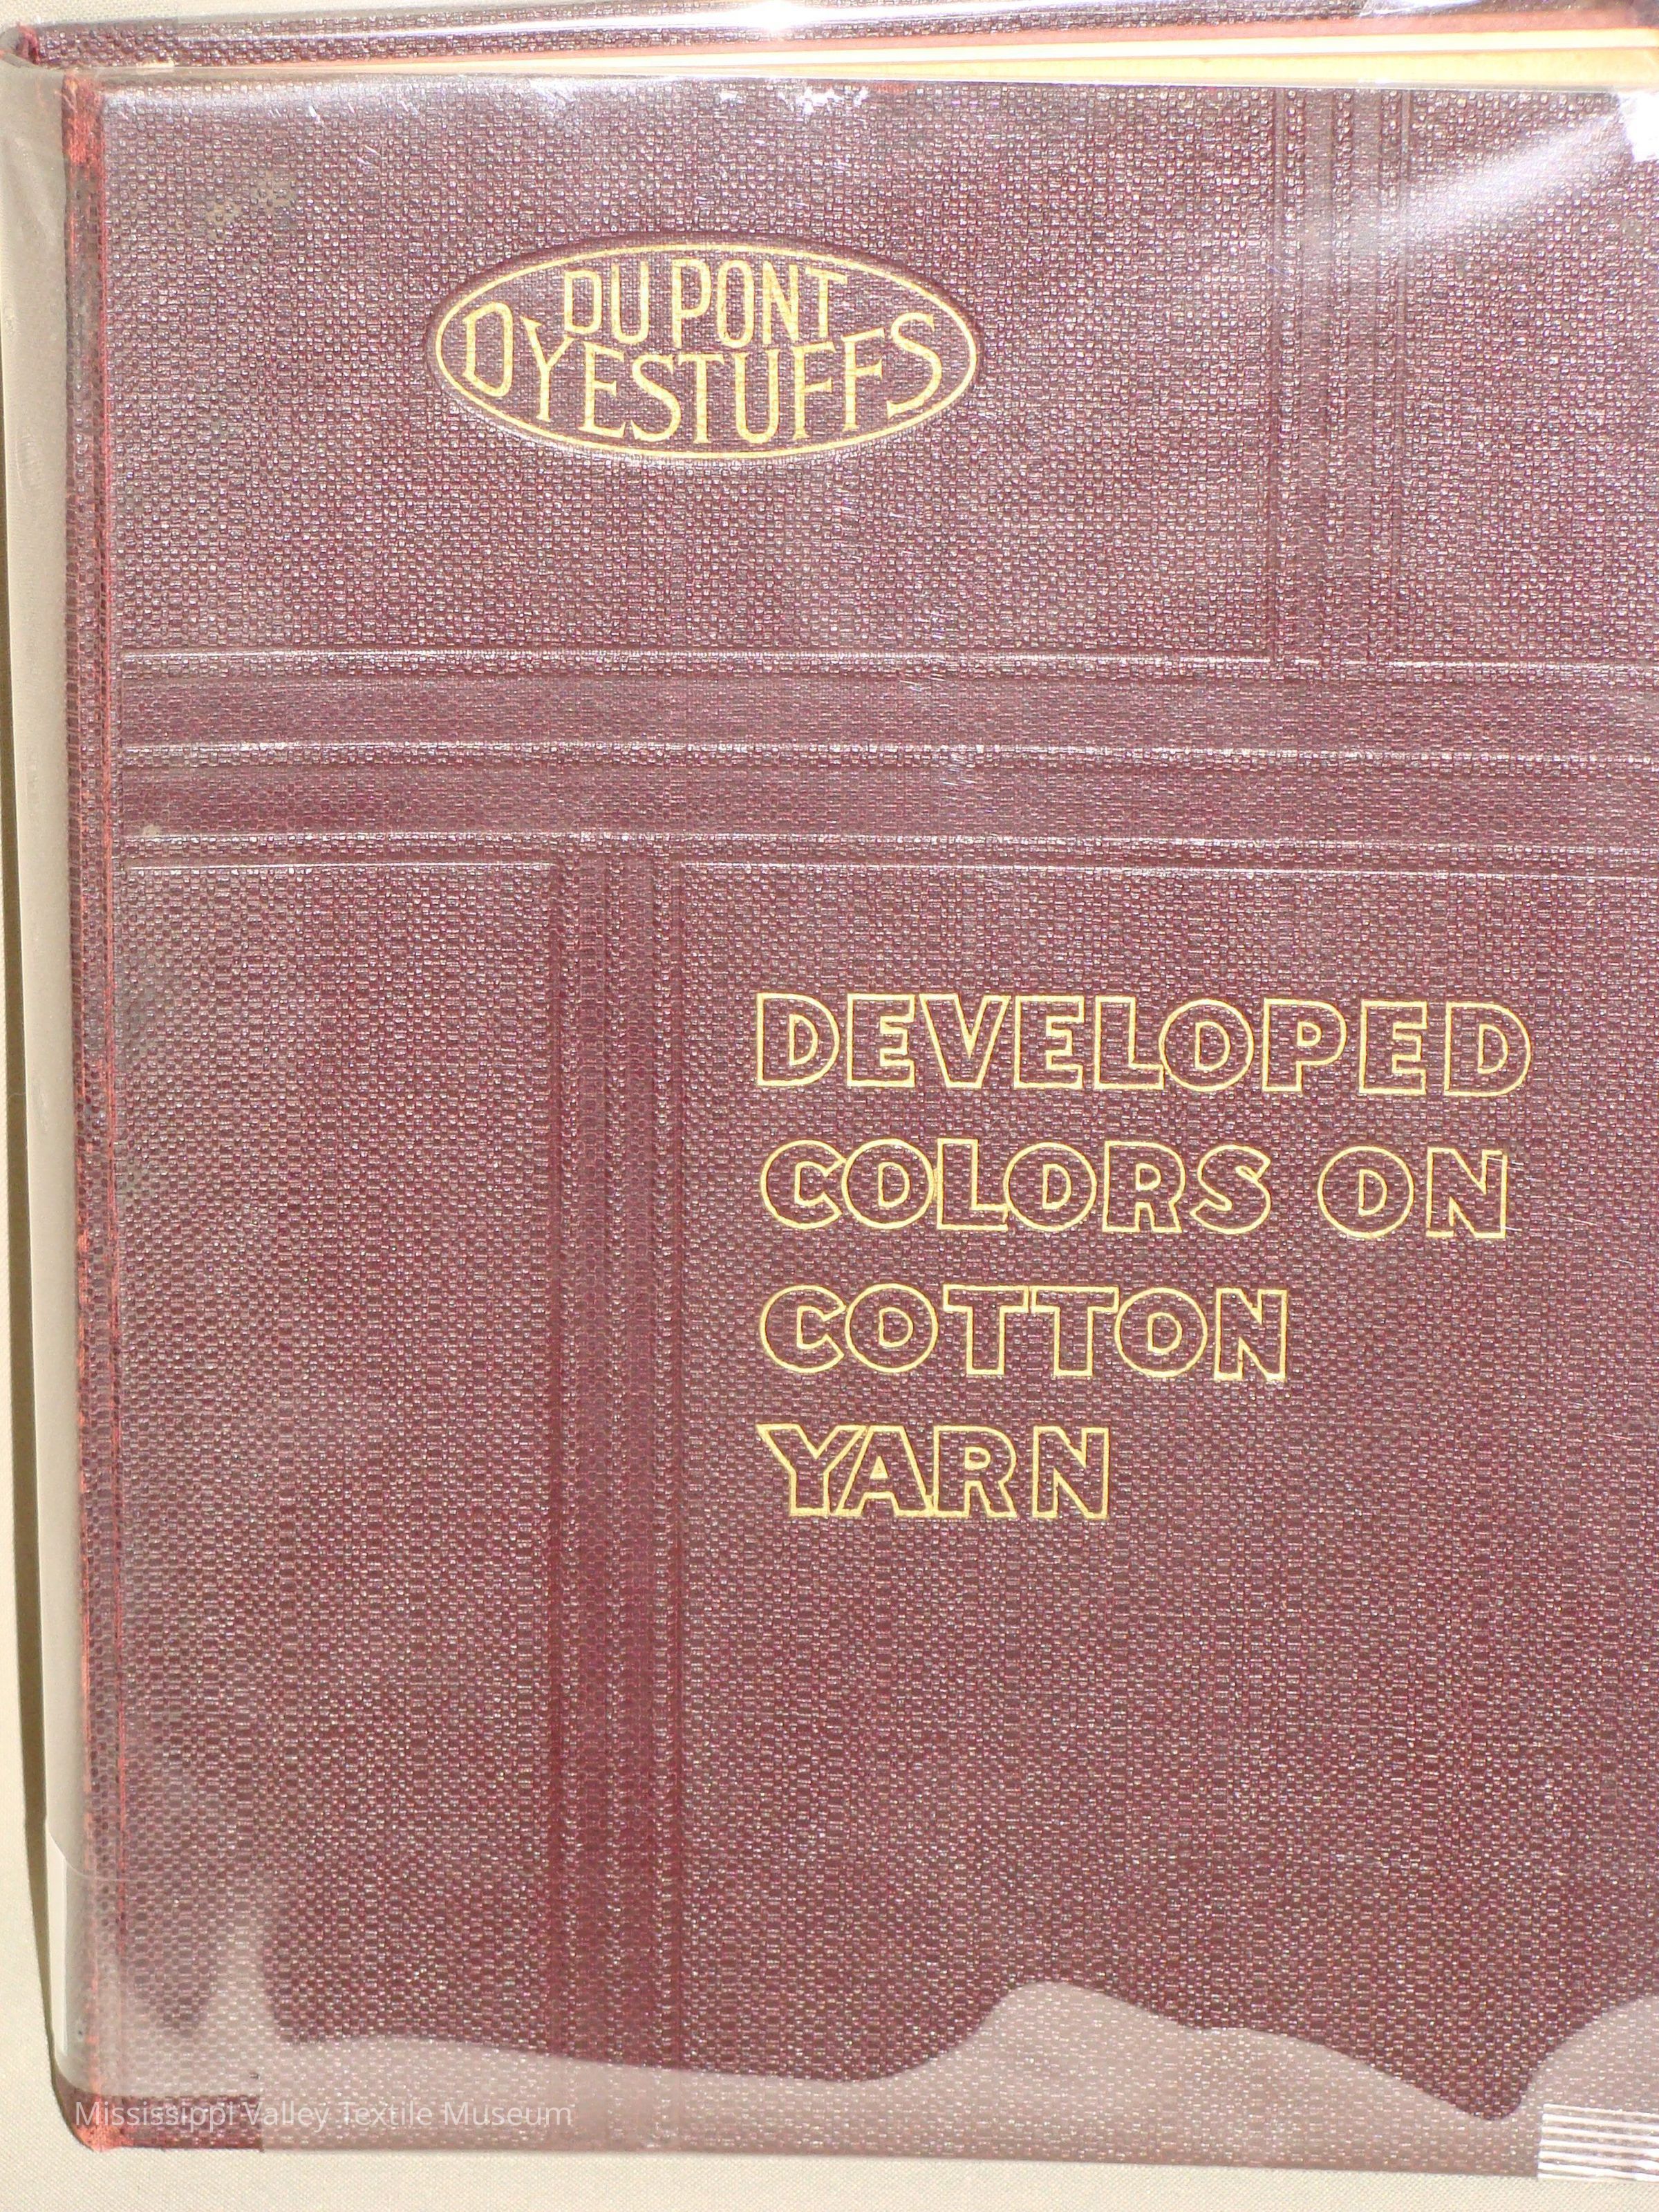 DU PONT
DYESTUFFS
DEVELOPED
COLORS ON
COTTON
YARN
Mississippi Valley Textile Museum